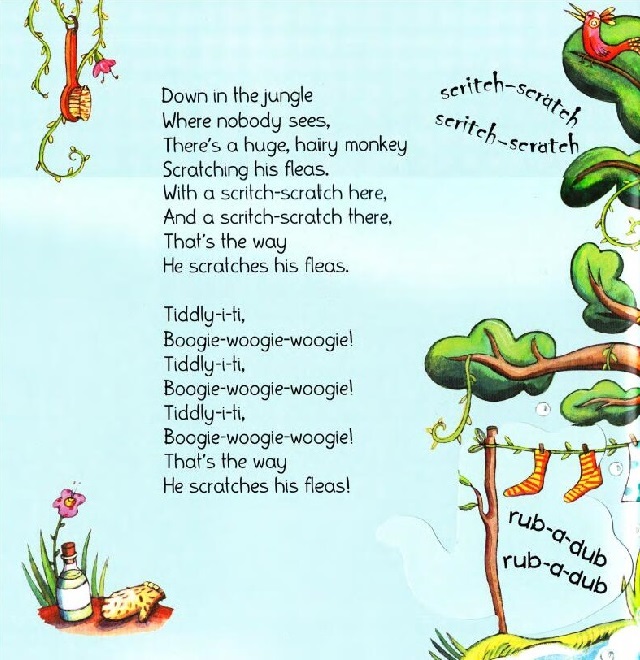 Down in the jungle
Where nobody sees,
There's a huge, hairy monkey
Scratching his fleas.
With a scritch-scratch here,
And a scritch-scratch there,
That's the way
He scratches his fleas.
Tiddly-i-ti,
Boogie-woogie-woogie!
Tiddly-i-ti,
Boogie-woogie-woogie!
Tiddly-i-ti,
Boogie-woogie-woogie!
That's the way
He scratches his fleas!
scritch-scratch
scritch-scratch
rub-a-dub
rub-a-dub